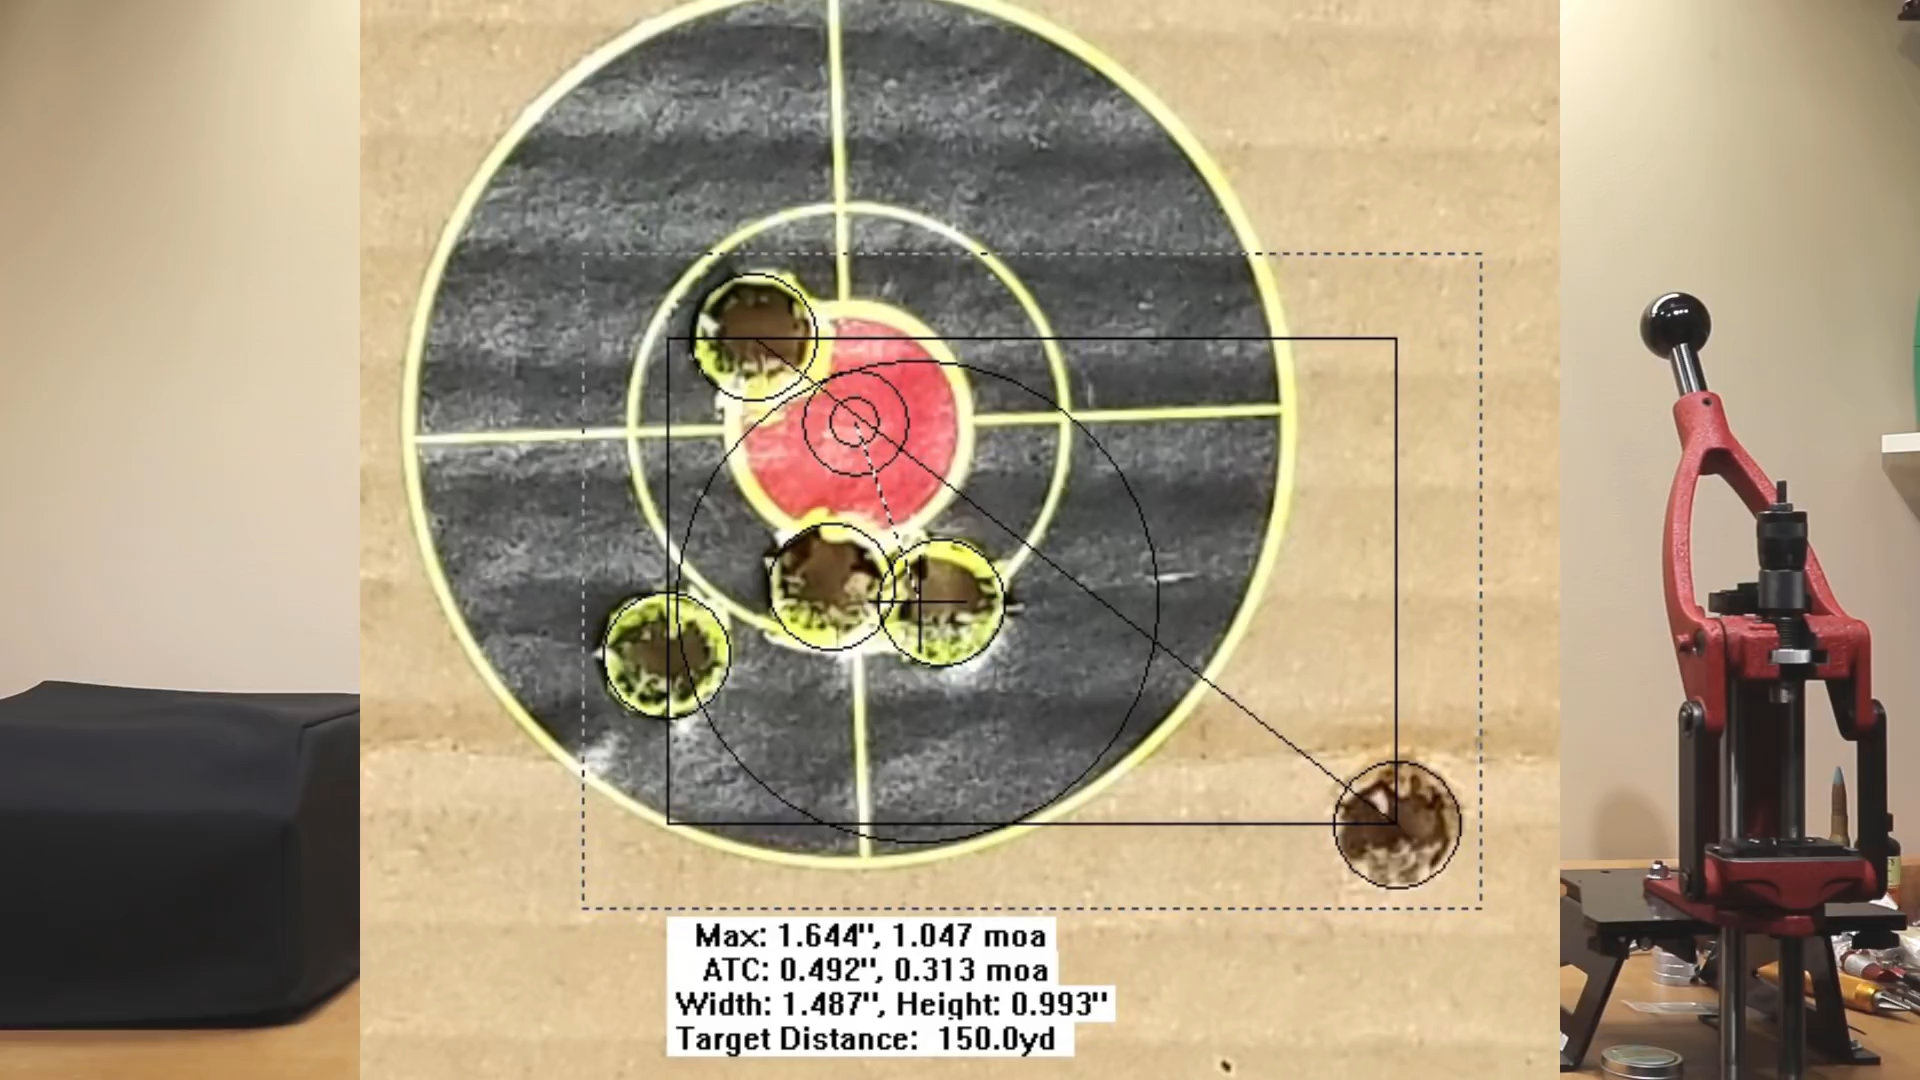 Max: 1.644", 1.047 moa
ATC: 0.492", 0.313 moa
Width: 1.487", Height: 0.993"
Target Distance: 150.0yd